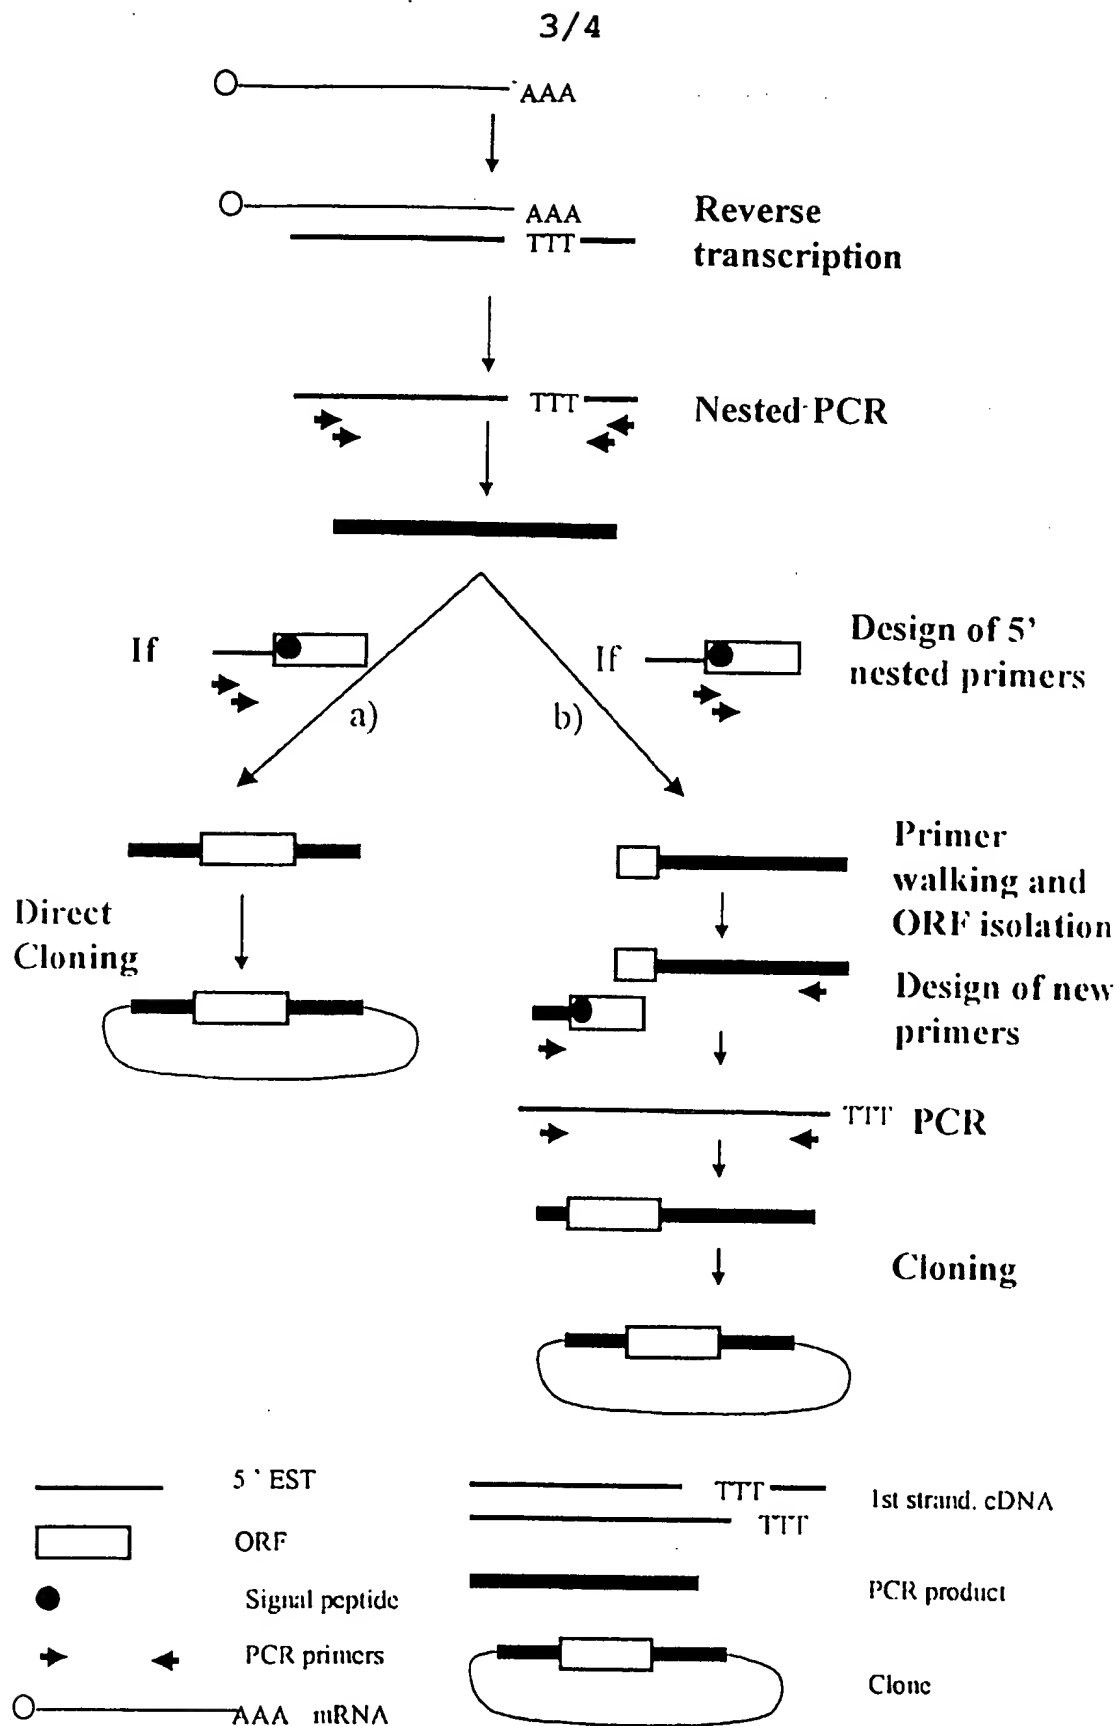 3/4
AAA
AAA
TTT
Reverse
transcription
TTT
Nested PCR
If
If
Design of 5'
nested primers
a)
b)
Primer
walking and
ORF isolation
Direct
Cloning
Design of new
primers
TTT PCR
Cloning
5 ' EST
TTT
TTT
1st strand. cDNA
ORF
Signal peptide
PCR product
PCR primers
AAA mRNA
Clone